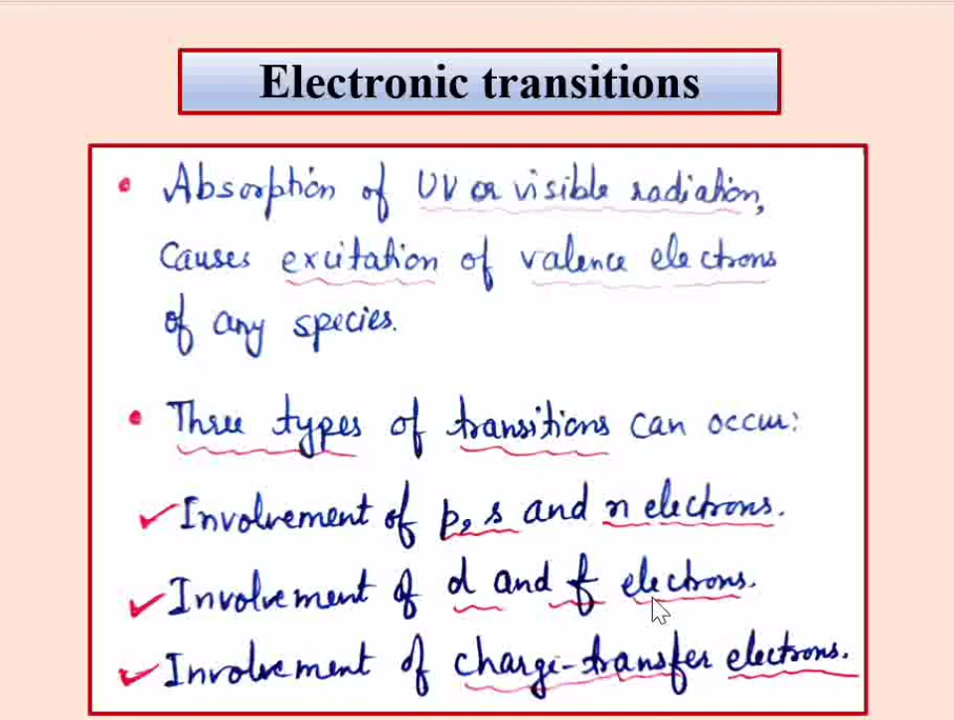 Electronic transitions
• Absorption of UV or visible radiation,
causes excitation of valence electrons
of any species.
• Three types of transitions can occur:
✓ Involvement of p, s and n electrons.
✓ Involvement of d and f electrons.
✓ Involvement of charge-transfer electrons.